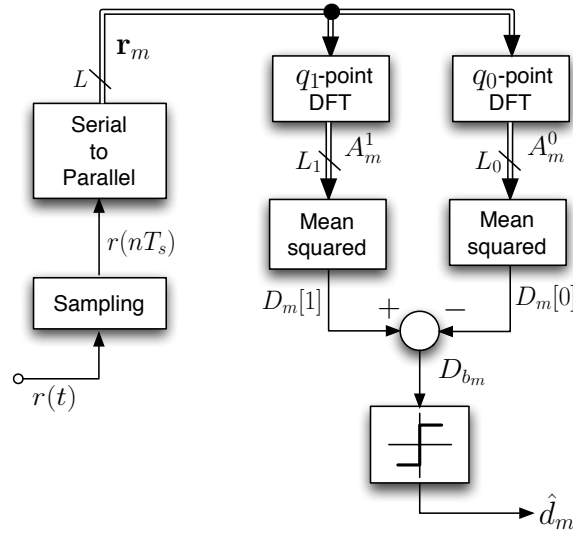 r_m
L
Serial
to
Parallel
r(nT_s)
Sampling
r(t)
q_1-point
DFT
q_0-point
DFT
L_1
A_m^1
L_0
A_m^0
Mean
squared
Mean
squared
D_m[1]
D_m[0]
+
−
D_{b_m}
\hat{d}_m